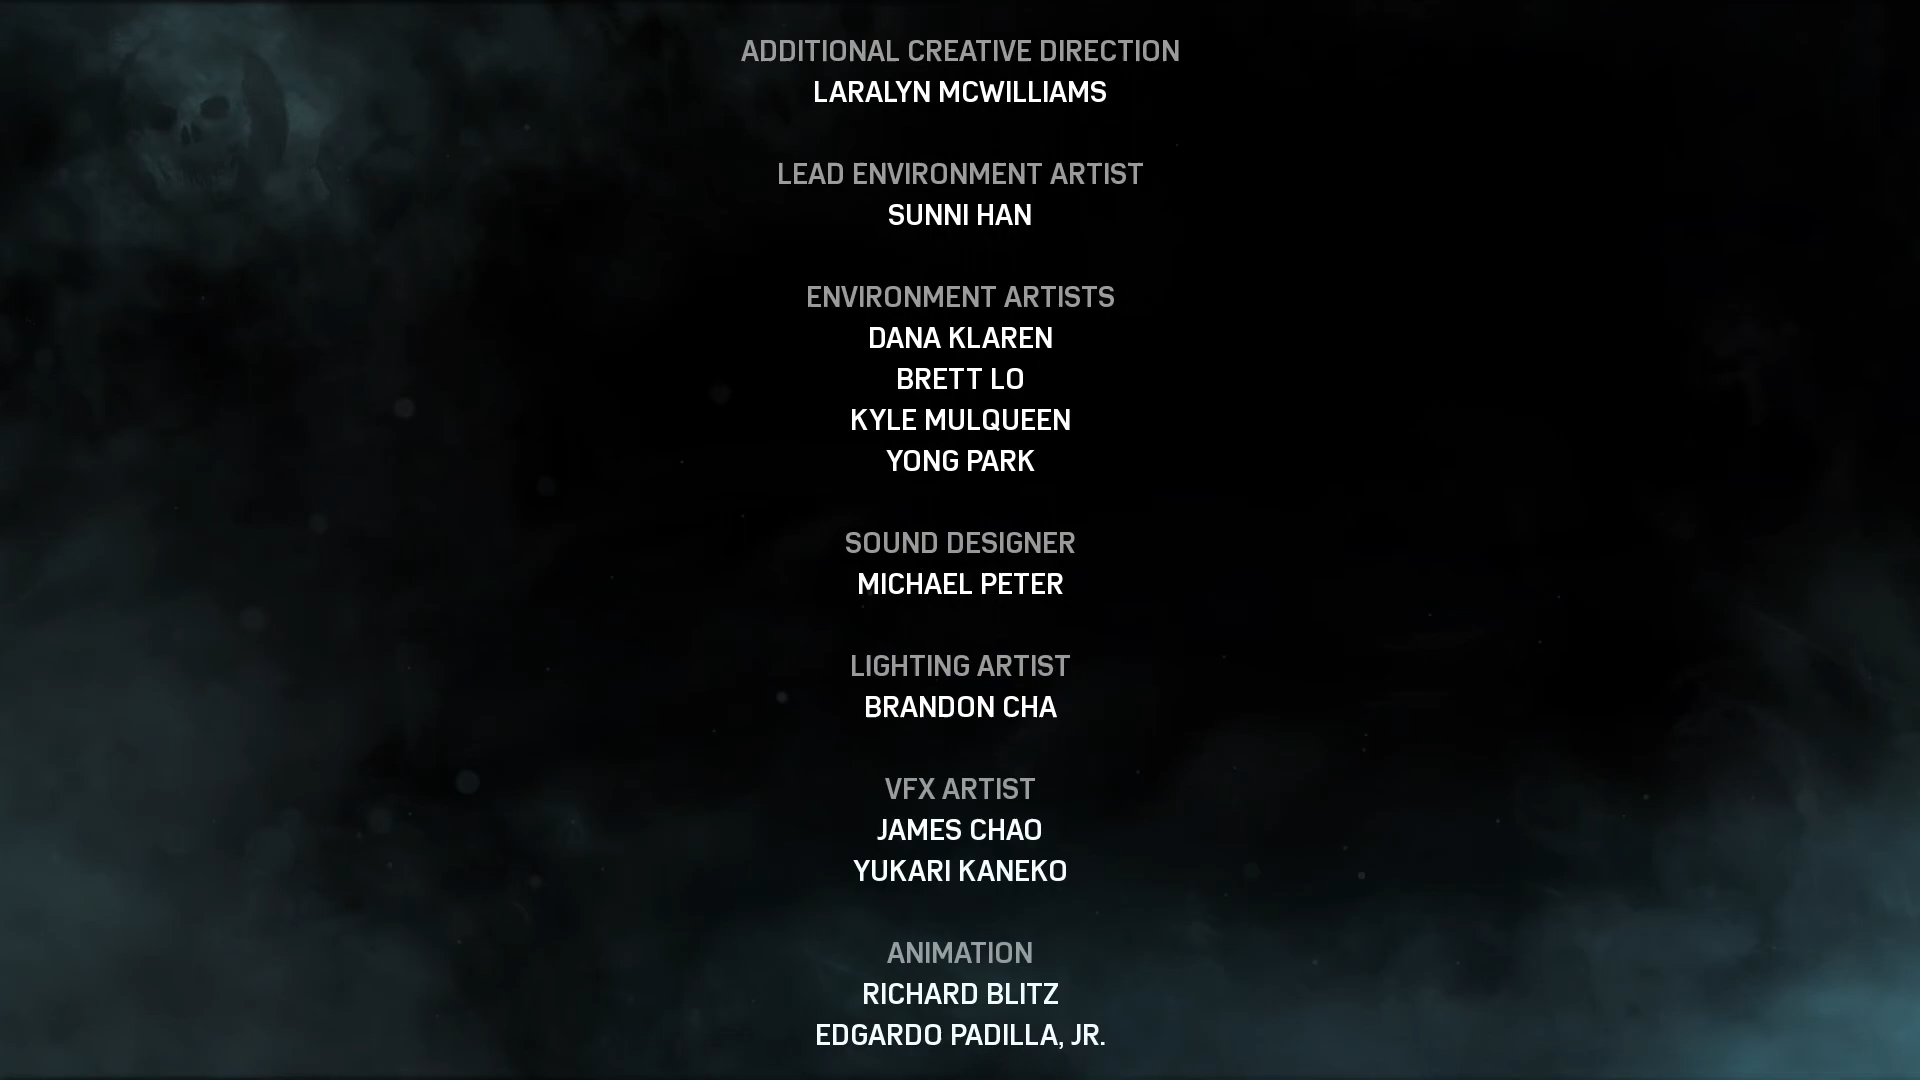 ADDITIONAL CREATIVE DIRECTION
LARALYN MCWILLIAMS
LEAD ENVIRONMENT ARTIST
SUNNI HAN
ENVIRONMENT ARTISTS
DANA KLAREN
BRETT LO
KYLE MULQUEEN
YONG PARK
SOUND DESIGNER
MICHAEL PETER
LIGHTING ARTIST
BRANDON CHA
VFX ARTIST
JAMES CHAO
YUKARI KANEKO
ANIMATION
RICHARD BLITZ
EDGARDO PADILLA, JR.